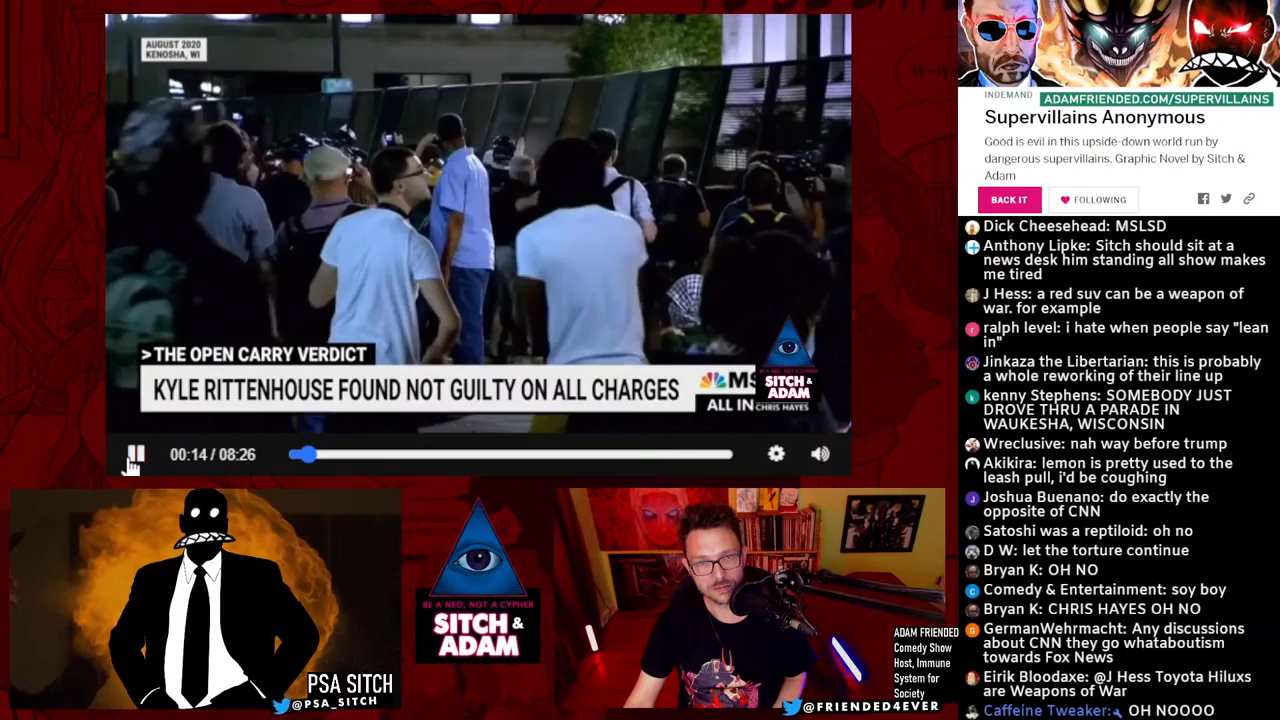 AUGUST 2020
KENOSHA, WI
>THE OPEN CARRY VERDICT
KYLE RITTENHOUSE FOUND NOT GUILTY ON ALL CHARGES
MS
ALL IN CHRIS HAYES
BE A NEO, NOT A CYPHER
SITCH &
ADAM
00:14 / 08:26
PSA SITCH
@PSA_SITCH
BE A NEO, NOT A CYPHER
SITCH &
ADAM
ADAM FRIENDED
Comedy Show
Host, Immune
System for
Society
@FRIENDED4EVER
INDEMAND
ADAMFRIENDED.COM/SUPERVILLAINS
Supervillains Anonymous
Good is evil in this upside-down world run by
dangerous supervillains. Graphic Novel by Sitch &
Adam
BACK IT
FOLLOWING
Dick Cheesehead: MSLSD
Anthony Lipke: Sitch should sit at a
news desk him standing all show makes
me tired
J Hess: a red suv can be a weapon of
war. for example
ralph level: i hate when people say "lean
in"
Jinkaza the Libertarian: this is probably
a whole reworking of their line up
kenny Stephens: SOMEBODY JUST
DROVE THRU A PARADE IN
WAUKESHA, WISCONSIN
Wreclusive: nah way before trump
Akikira: lemon is pretty used to the
leash pull, i'd be coughing
Joshua Buenano: do exactly the
opposite of CNN
Satoshi was a reptiloid: oh no
D W: let the torture continue
Bryan K: OH NO
Comedy & Entertainment: soy boy
Bryan K: CHRIS HAYES OH NO
GermanWehrmacht: Any discussions
about CNN they go whataboutism
towards Fox News
Eirik Bloodaxe: @J Hess Toyota Hiluxs
are Weapons of War
Caffeine Tweaker: OH NOOOO